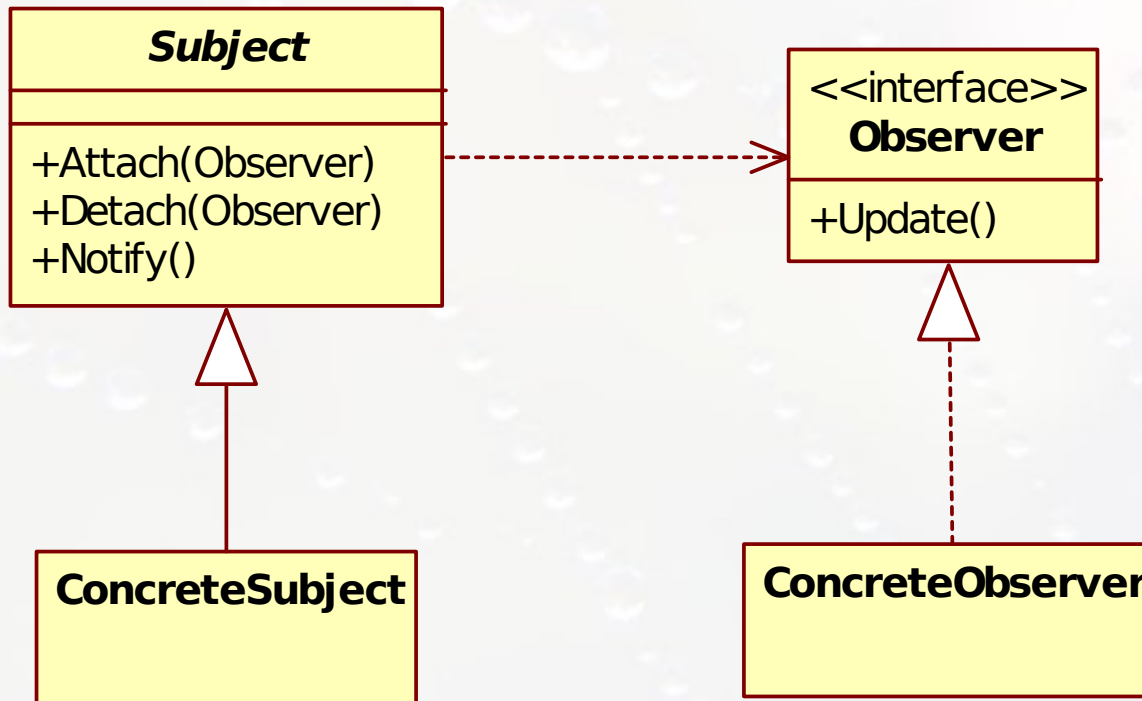 Subject
+Attach(Observer)
+Detach(Observer)
+Notify()
<<interface>>
Observer
+Update()
ConcreteSubject
ConcreteObserver